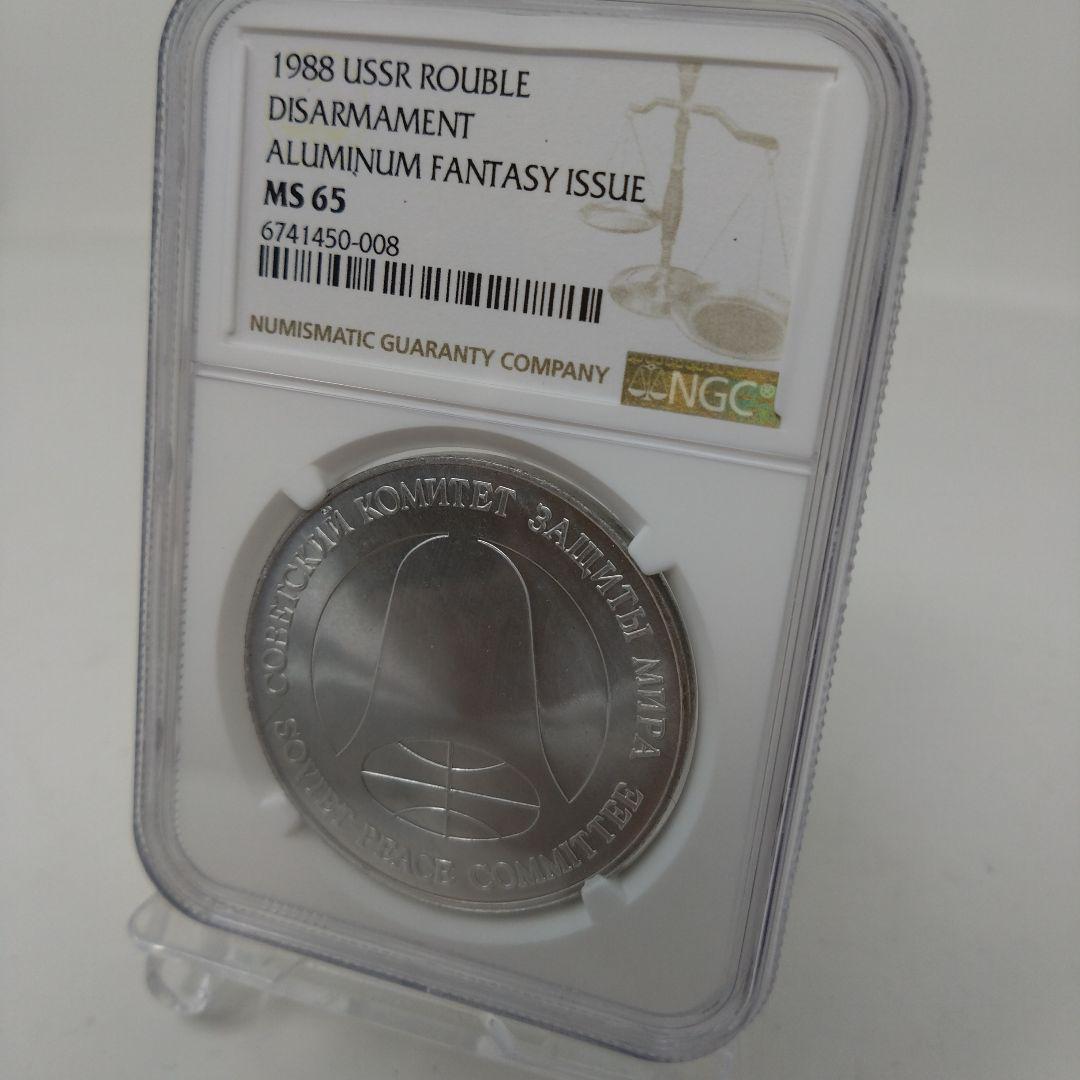 1988 USSR ROUBLE
DISARMAMENT
ALUMINUM FANTASY ISSUE
MS 65
6741450-008
NUMISMATIC GUARANTY COMPANY
NGC®
СОВЕТСКИЙ КОМИТЕТ ЗАЩИТЫ МИРА
SOVIET PEACE COMMITTEE